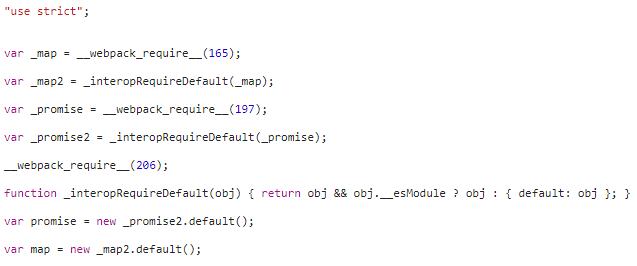 "use strict";
var _map = __webpack_require__(165);
var _map2 = _interopRequireDefault(_map);
var _promise = __webpack_require__(197);
var _promise2 = _interopRequireDefault(_promise);
__webpack_require__(206);
function _interopRequireDefault(obj) { return obj && obj.__esModule ? obj : { default: obj }; }
var promise = new _promise2.default();
var map = new _map2.default();